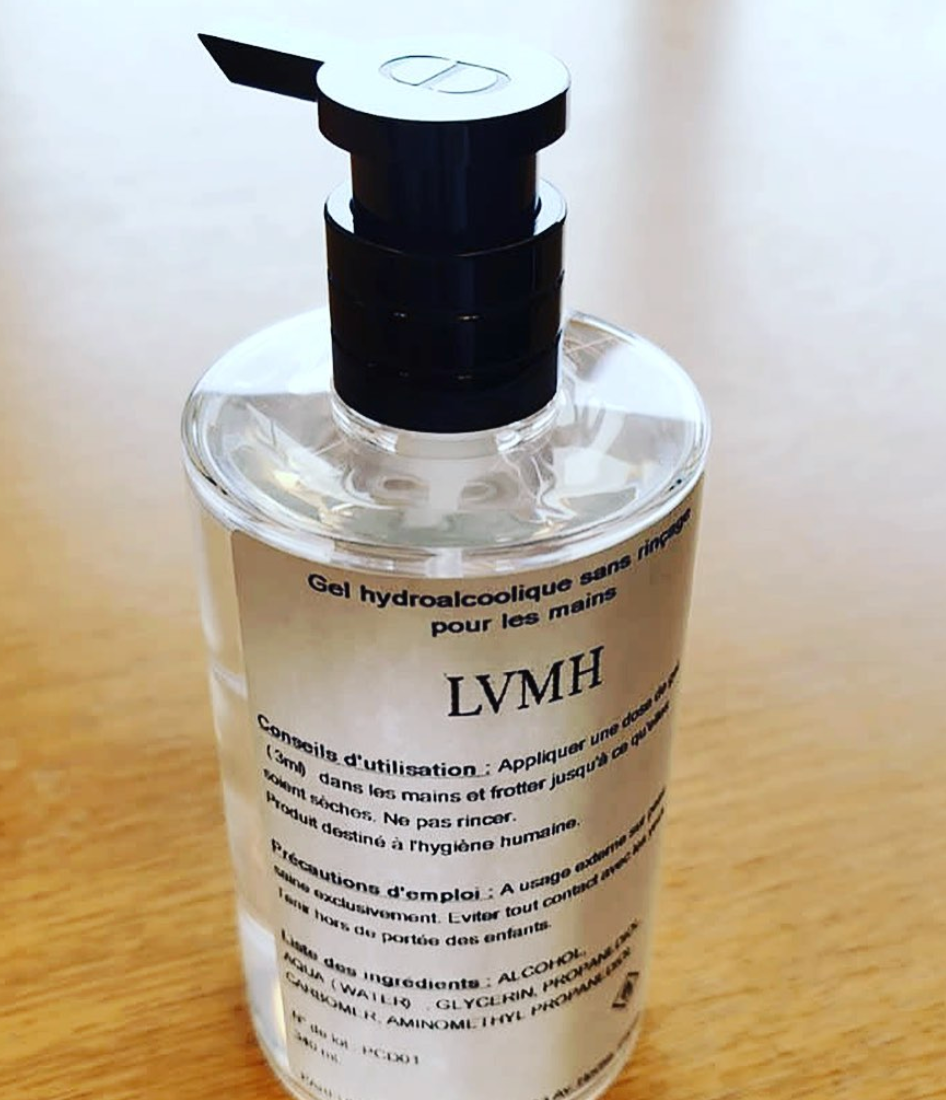 CD
Gel hydroalcoolique sans rinçage
pour les mains
LVMH
Conseils d'utilisation : Appliquer une dose de gel
(3ml) dans les mains et frotter jusqu'à ce qu'elles
soient sèches. Ne pas rincer.
Produit destiné à l'hygiène humaine.
Précautions d'emploi : A usage externe sur peau
saine exclusivement. Eviter tout contact avec les yeux.
Tenir hors de portée des enfants.
Liste des ingrédients : ALCOHOL,
AQUA (WATER) , GLYCERIN, PROPANEDIOL,
CARBOMER, AMINOMETHYL PROPANEDIOL
N° de lot : PCD01
340 ml